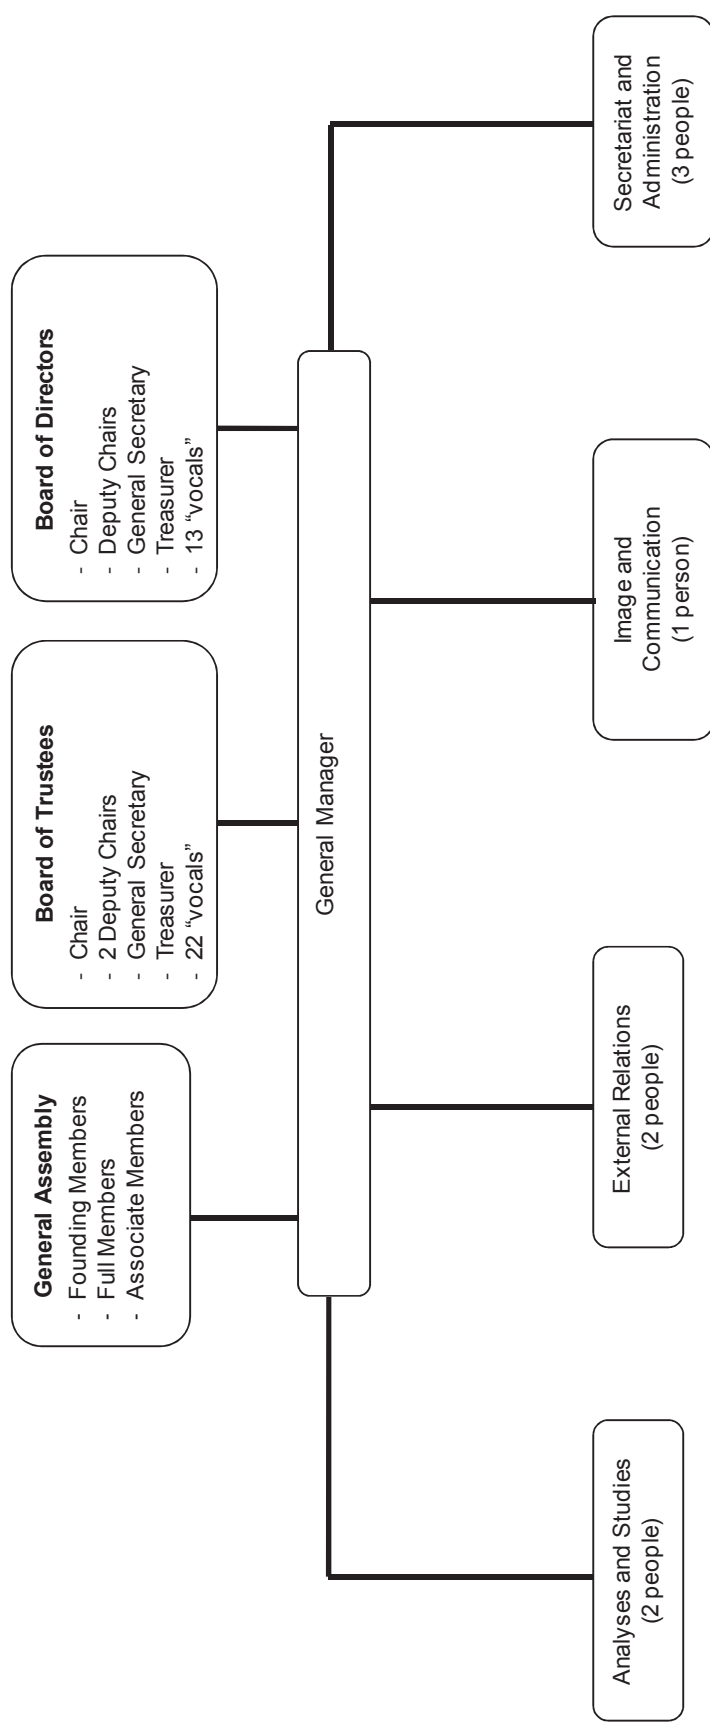 General Assembly
- Founding Members
- Full Members
- Associate Members
Board of Trustees
- Chair
- 2 Deputy Chairs
- General Secretary
- Treasurer
- 22 “vocals”
Board of Directors
- Chair
- Deputy Chairs
- General Secretary
- Treasurer
- 13 “vocals”
General Manager
Analyses and Studies
(2 people)
External Relations
(2 people)
Image and
Communication
(1 person)
Secretariat and
Administration
(3 people)